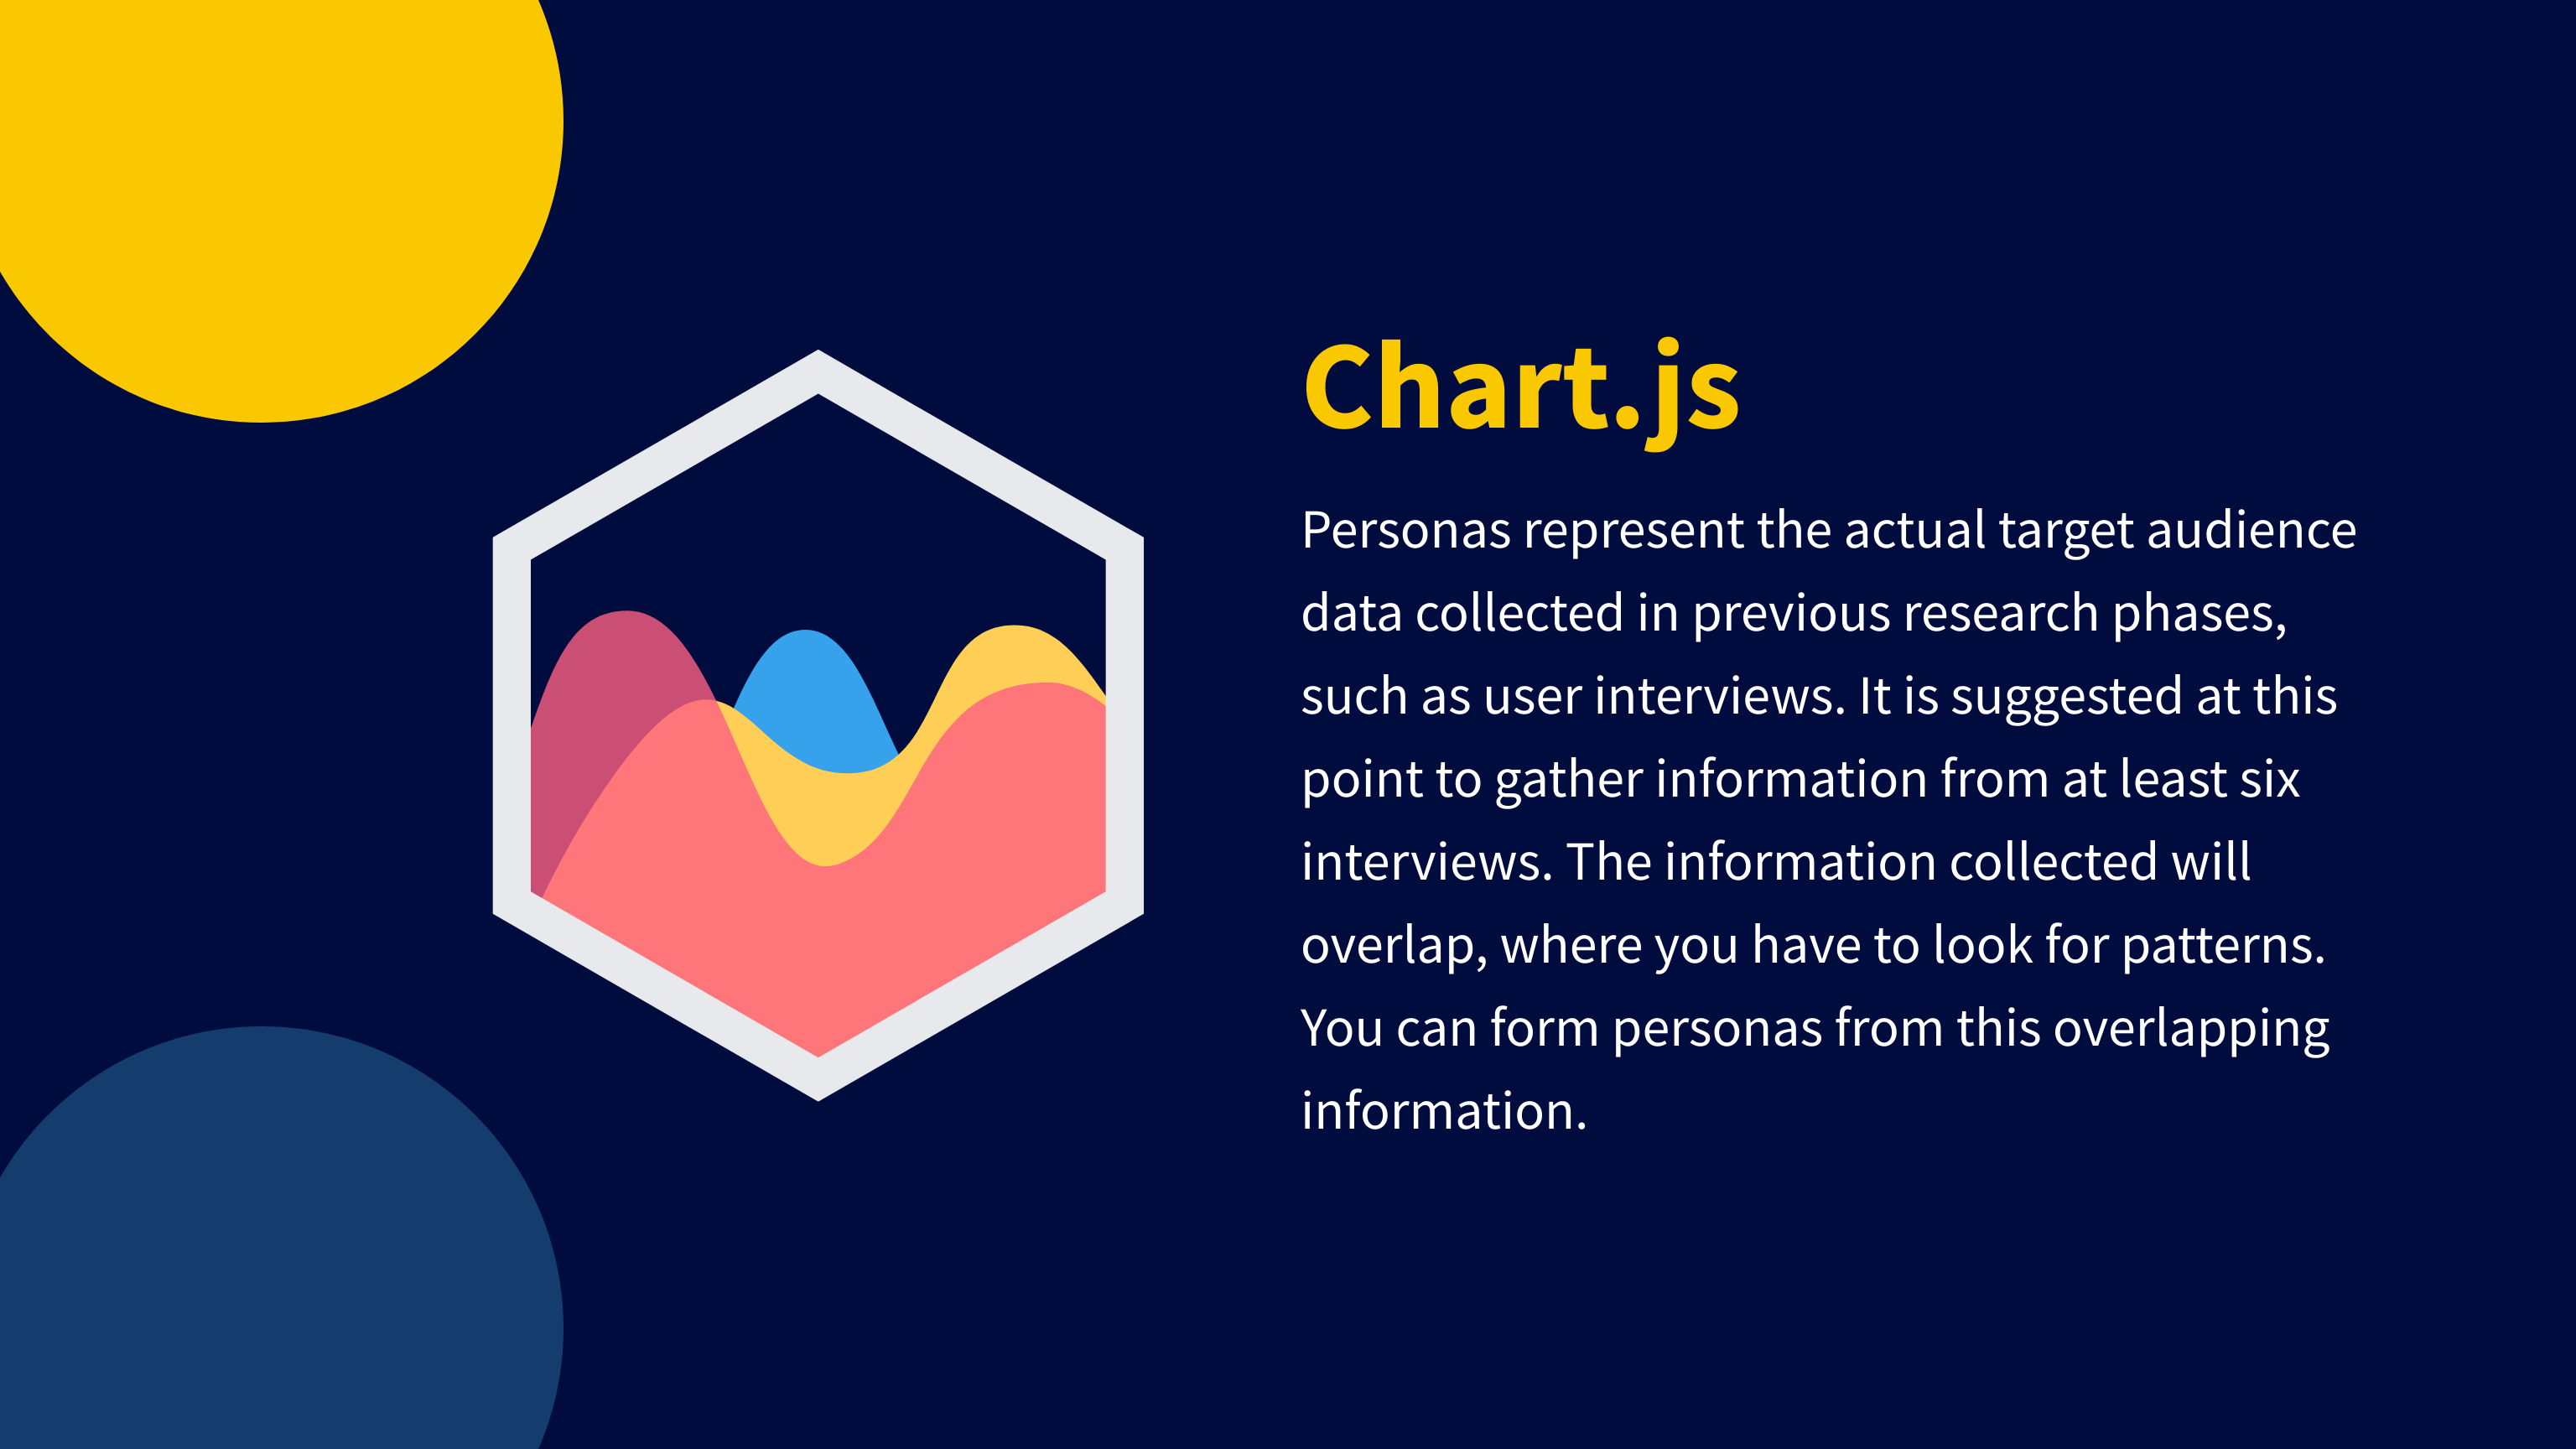 Chart.js
Personas represent the actual target audience
data collected in previous research phases,
such as user interviews. It is suggested at this
point to gather information from at least six
interviews. The information collected will
overlap, where you have to look for patterns.
You can form personas from this overlapping
information.